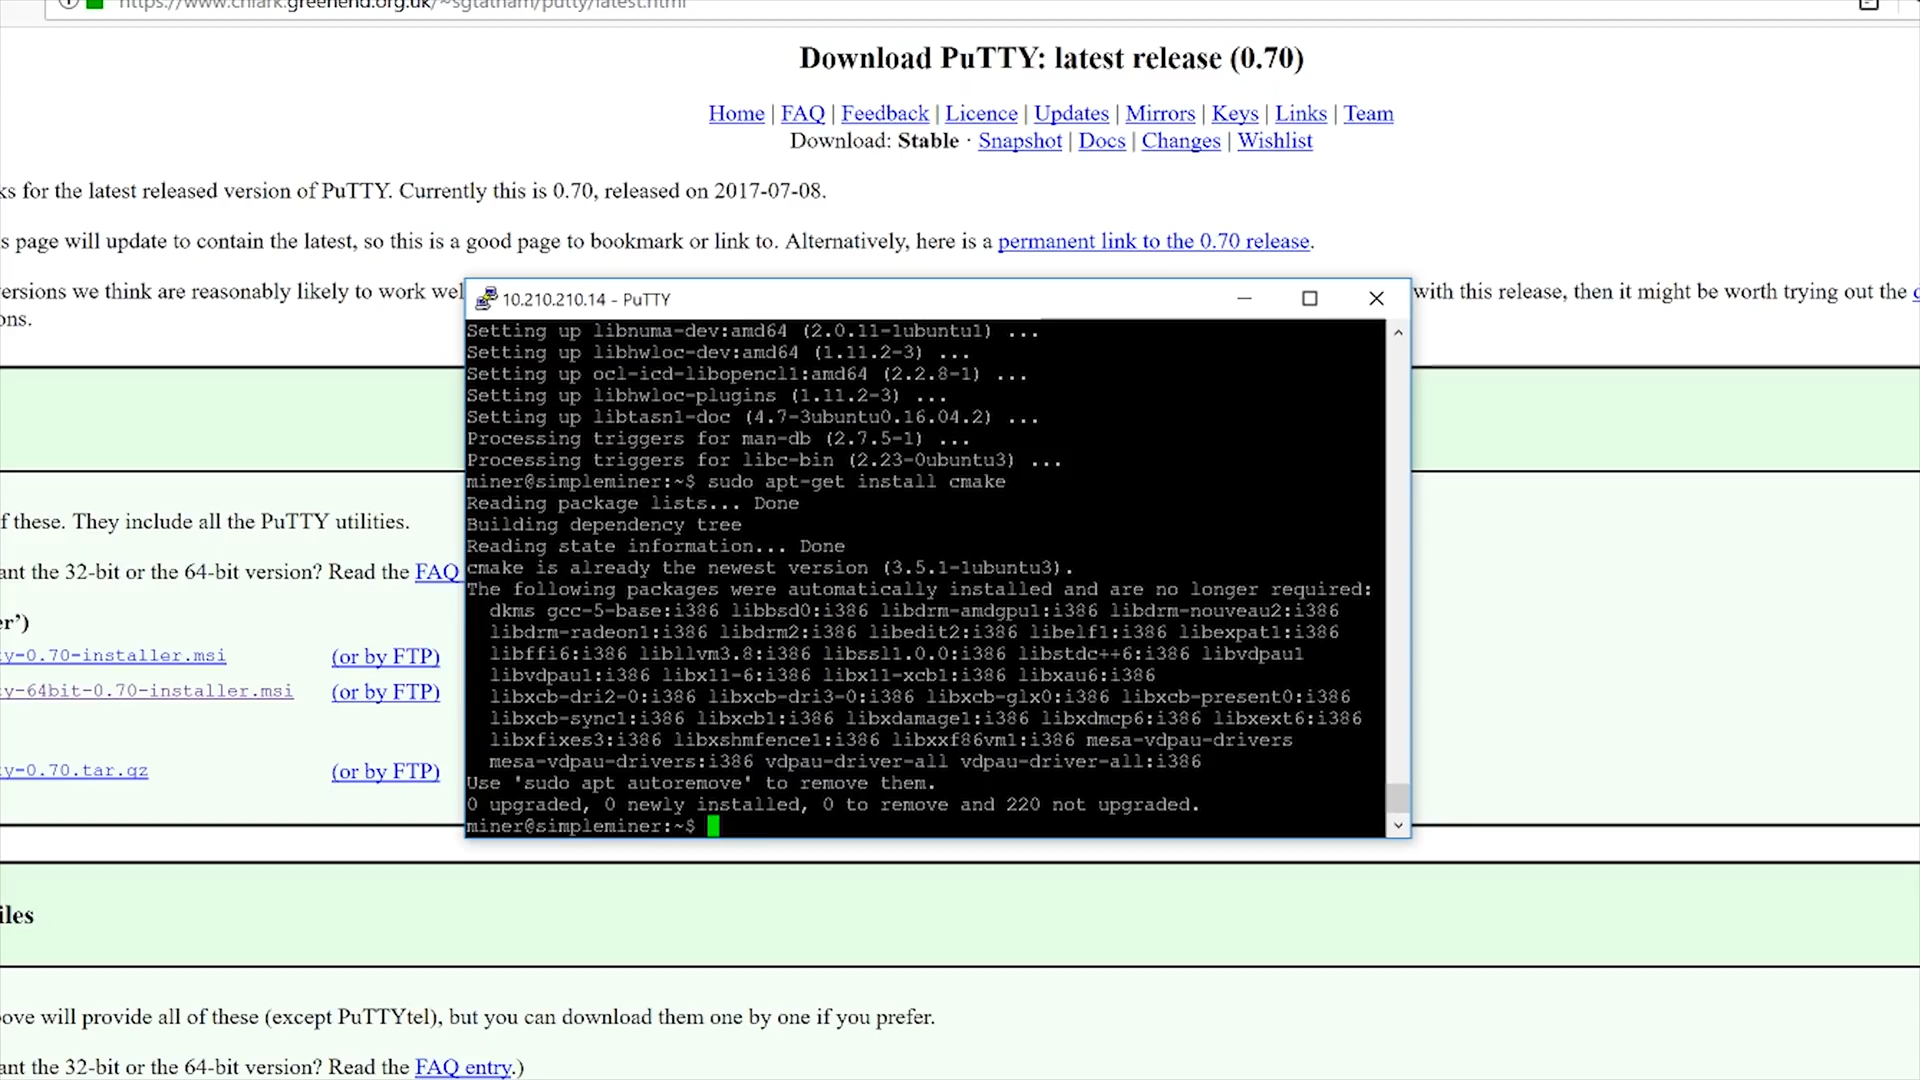 https://www.chiark.greenend.org.uk/~sgtatham/putty/latest.html
Download PuTTY: latest release (0.70)
Home | FAQ | Feedback | Licence | Updates | Mirrors | Keys | Links | Team
Download: Stable · Snapshot | Docs | Changes | Wishlist
ks for the latest released version of PuTTY. Currently this is 0.70, released on 2017-07-08.
s page will update to contain the latest, so this is a good page to bookmark or link to. Alternatively, here is a permanent link to the 0.70 release.
ersions we think are reasonably likely to work wel
with this release, then it might be worth trying out the
ons.
10.210.210.14 - PuTTY
Setting up libnuma-dev:amd64 (2.0.11-1ubuntu1) ...
Setting up libhwloc-dev:amd64 (1.11.2-3) ...
Setting up ocl-icd-libopencl1:amd64 (2.2.8-1) ...
Setting up libhwloc-plugins (1.11.2-3) ...
Setting up libtasn1-doc (4.7-3ubuntu0.16.04.2) ...
Processing triggers for man-db (2.7.5-1) ...
Processing triggers for libc-bin (2.23-0ubuntu3) ...
miner@simpleminer:~$ sudo apt-get install cmake
Reading package lists... Done
Building dependency tree
Reading state information... Done
cmake is already the newest version (3.5.1-1ubuntu3).
The following packages were automatically installed and are no longer required:
dkms gcc-5-base:i386 libbsd0:i386 libdrm-amdgpu1:i386 libdrm-nouveau2:i386
libdrm-radeon1:i386 libdrm2:i386 libedit2:i386 libelf1:i386 libexpat1:i386
libffi6:i386 libllvm3.8:i386 libssl1.0.0:i386 libstdc++6:i386 libvdpau1
libvdpau1:i386 libx11-6:i386 libx11-xcb1:i386 libxau6:i386
libxcb-dri2-0:i386 libxcb-dri3-0:i386 libxcb-glx0:i386 libxcb-present0:i386
libxcb-sync1:i386 libxcb1:i386 libxdamage1:i386 libxdmcp6:i386 libxext6:i386
libxfixes3:i386 libxshmfence1:i386 libxxf86vm1:i386 mesa-vdpau-drivers
mesa-vdpau-drivers:i386 vdpau-driver-all vdpau-driver-all:i386
Use 'sudo apt autoremove' to remove them.
0 upgraded, 0 newly installed, 0 to remove and 220 not upgraded.
miner@simpleminer:~$
f these. They include all the PuTTY utilities.
ant the 32-bit or the 64-bit version? Read the FAQ
er’)
ty-0.70-installer.msi (or by FTP)
ty-64bit-0.70-installer.msi (or by FTP)
ty-0.70.tar.gz (or by FTP)
iles
ove will provide all of these (except PuTTYtel), but you can download them one by one if you prefer.
ant the 32-bit or the 64-bit version? Read the FAQ entry.)